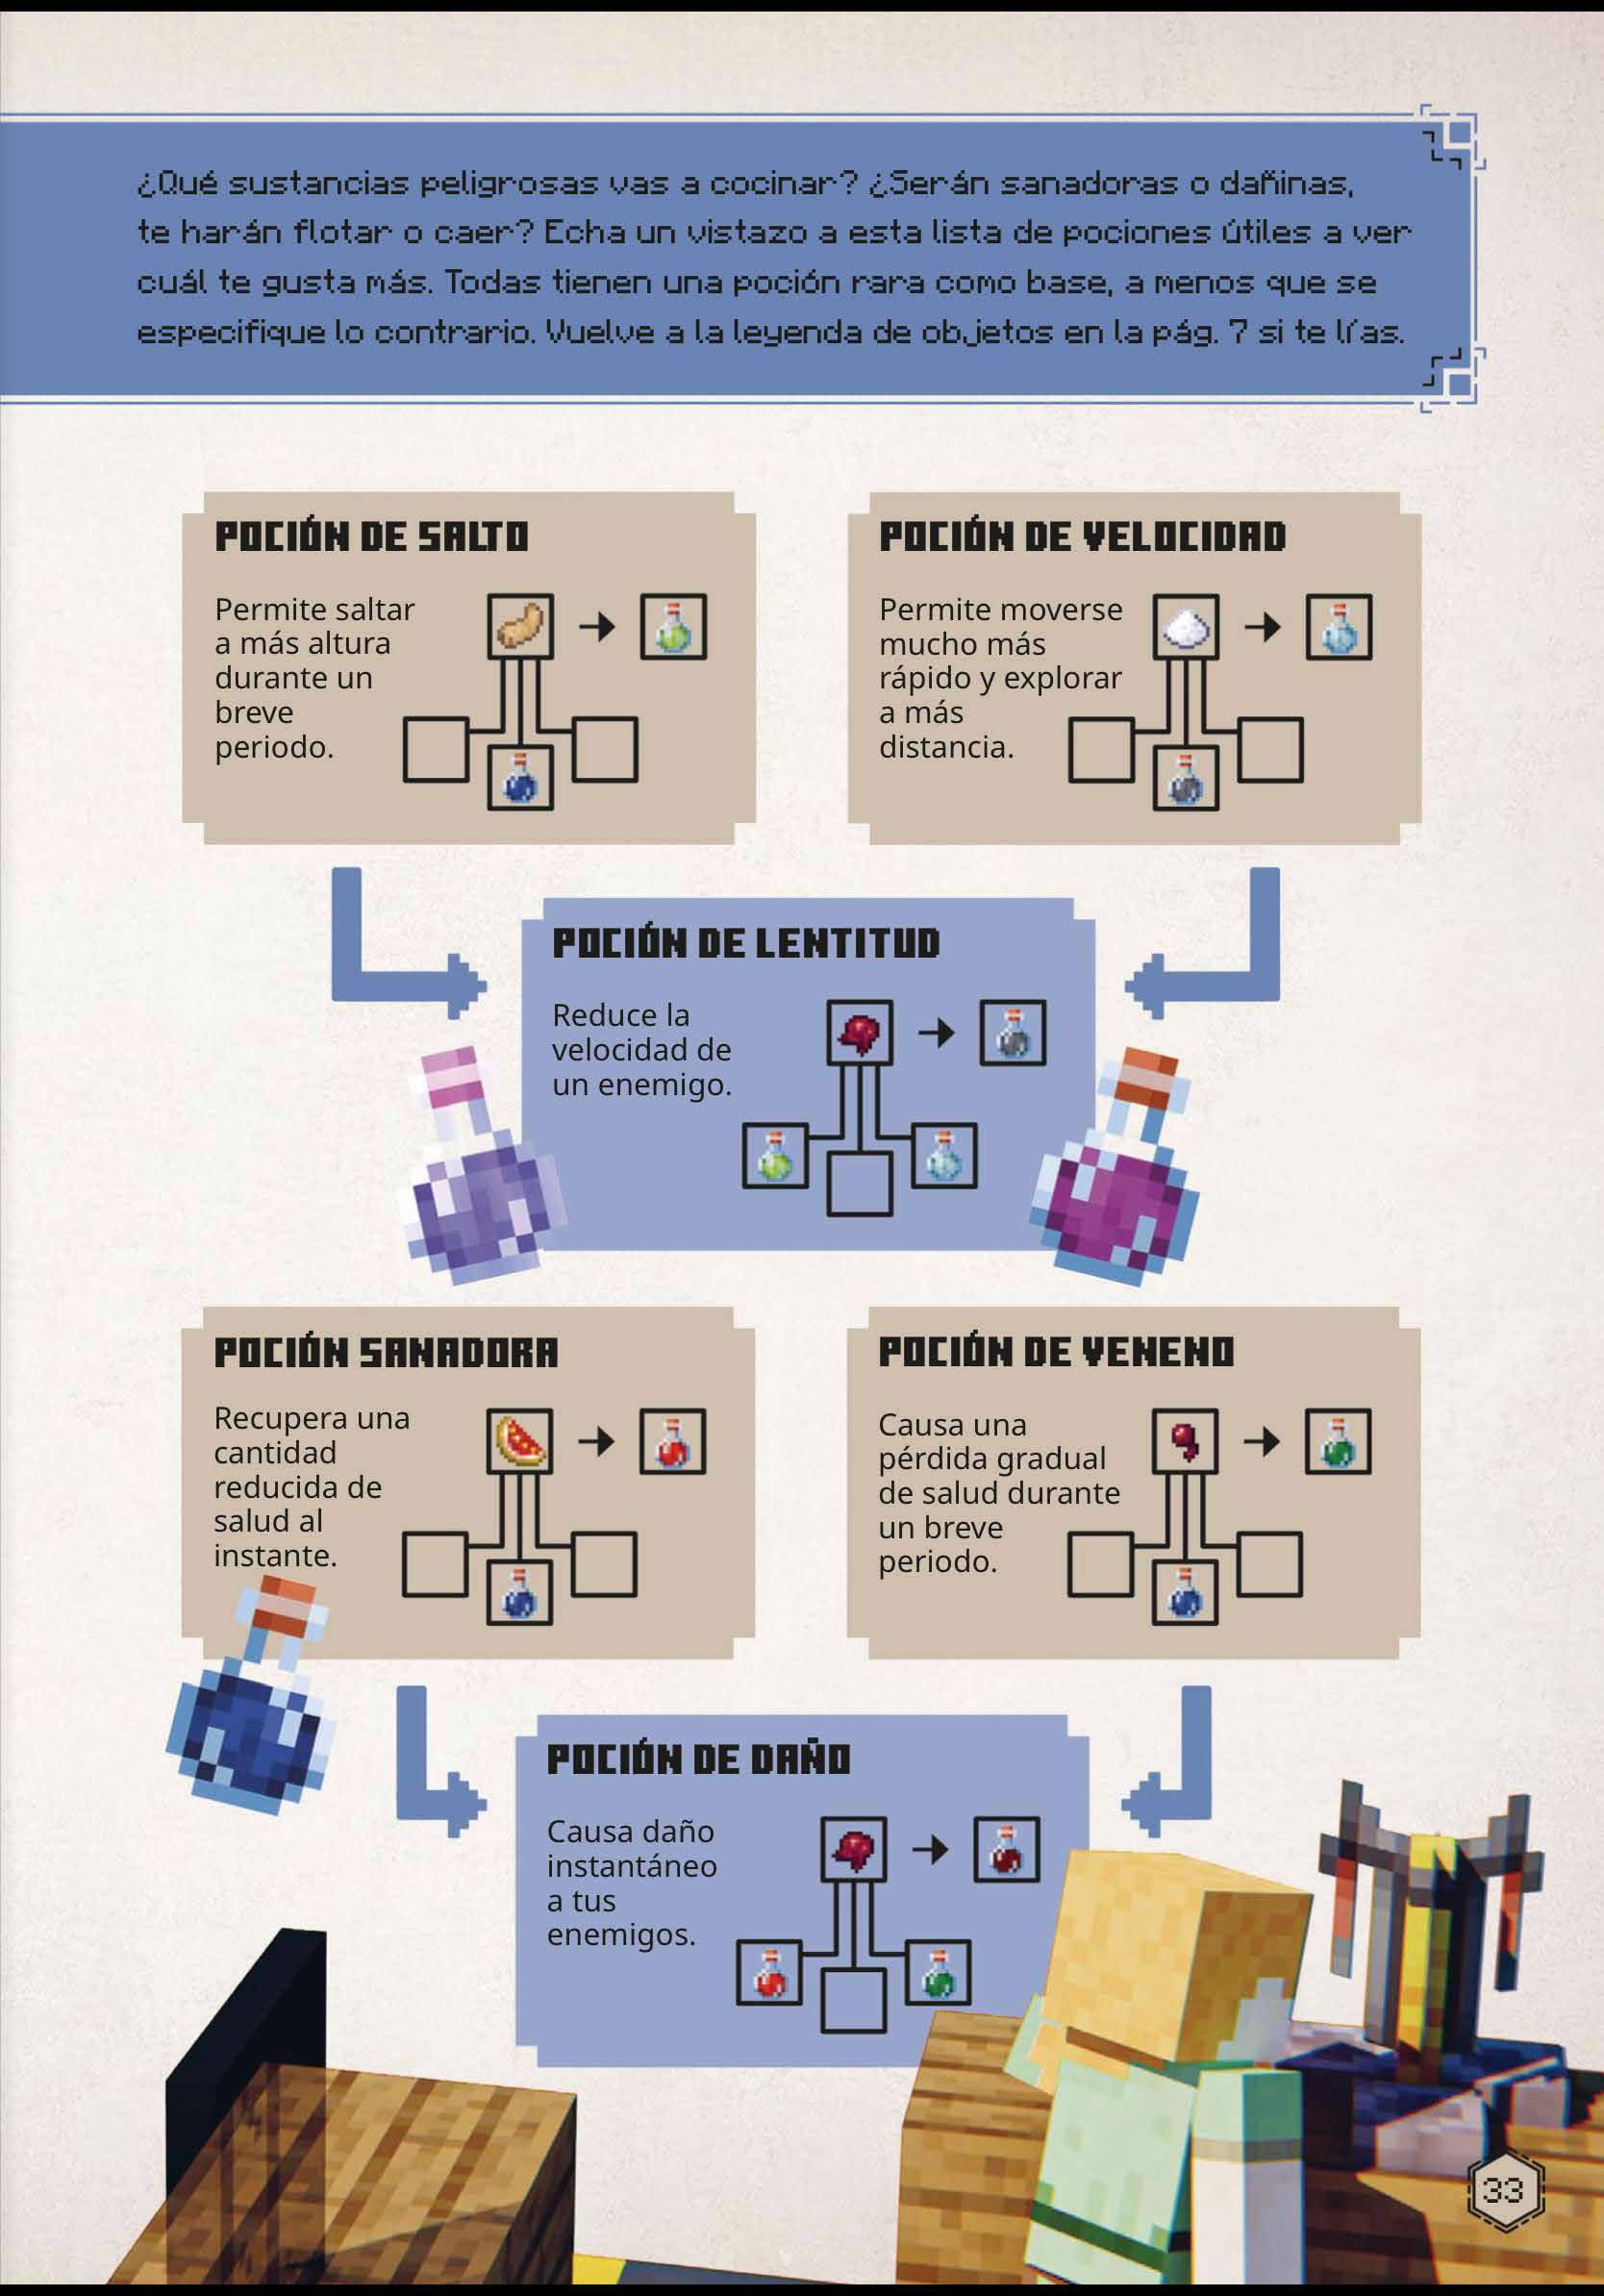 ¿Qué sustancias peligrosas vas a cocinar? ¿Serán sanadoras o dañinas,
te harán flotar o caer? Echa un vistazo a esta lista de pociones útiles a ver
cuál te gusta más. Todas tienen una poción rara como base, a menos que se
especifique lo contrario. Vuelve a la leyenda de objetos en la pág. 7 si te lías.
POCIÓN DE SALTO
Permite saltar
a más altura
durante un
breve
periodo.
POCIÓN DE VELOCIDAD
Permite moverse
mucho más
rápido y explorar
a más
distancia.
POCIÓN DE LENTITUD
Reduce la
velocidad de
un enemigo.
POCIÓN SANADORA
Recupera una
cantidad
reducida de
salud al
instante.
POCIÓN DE VENENO
Causa una
pérdida gradual
de salud durante
un breve
periodo.
POCIÓN DE DAÑO
Causa daño
instantáneo
a tus
enemigos.
33